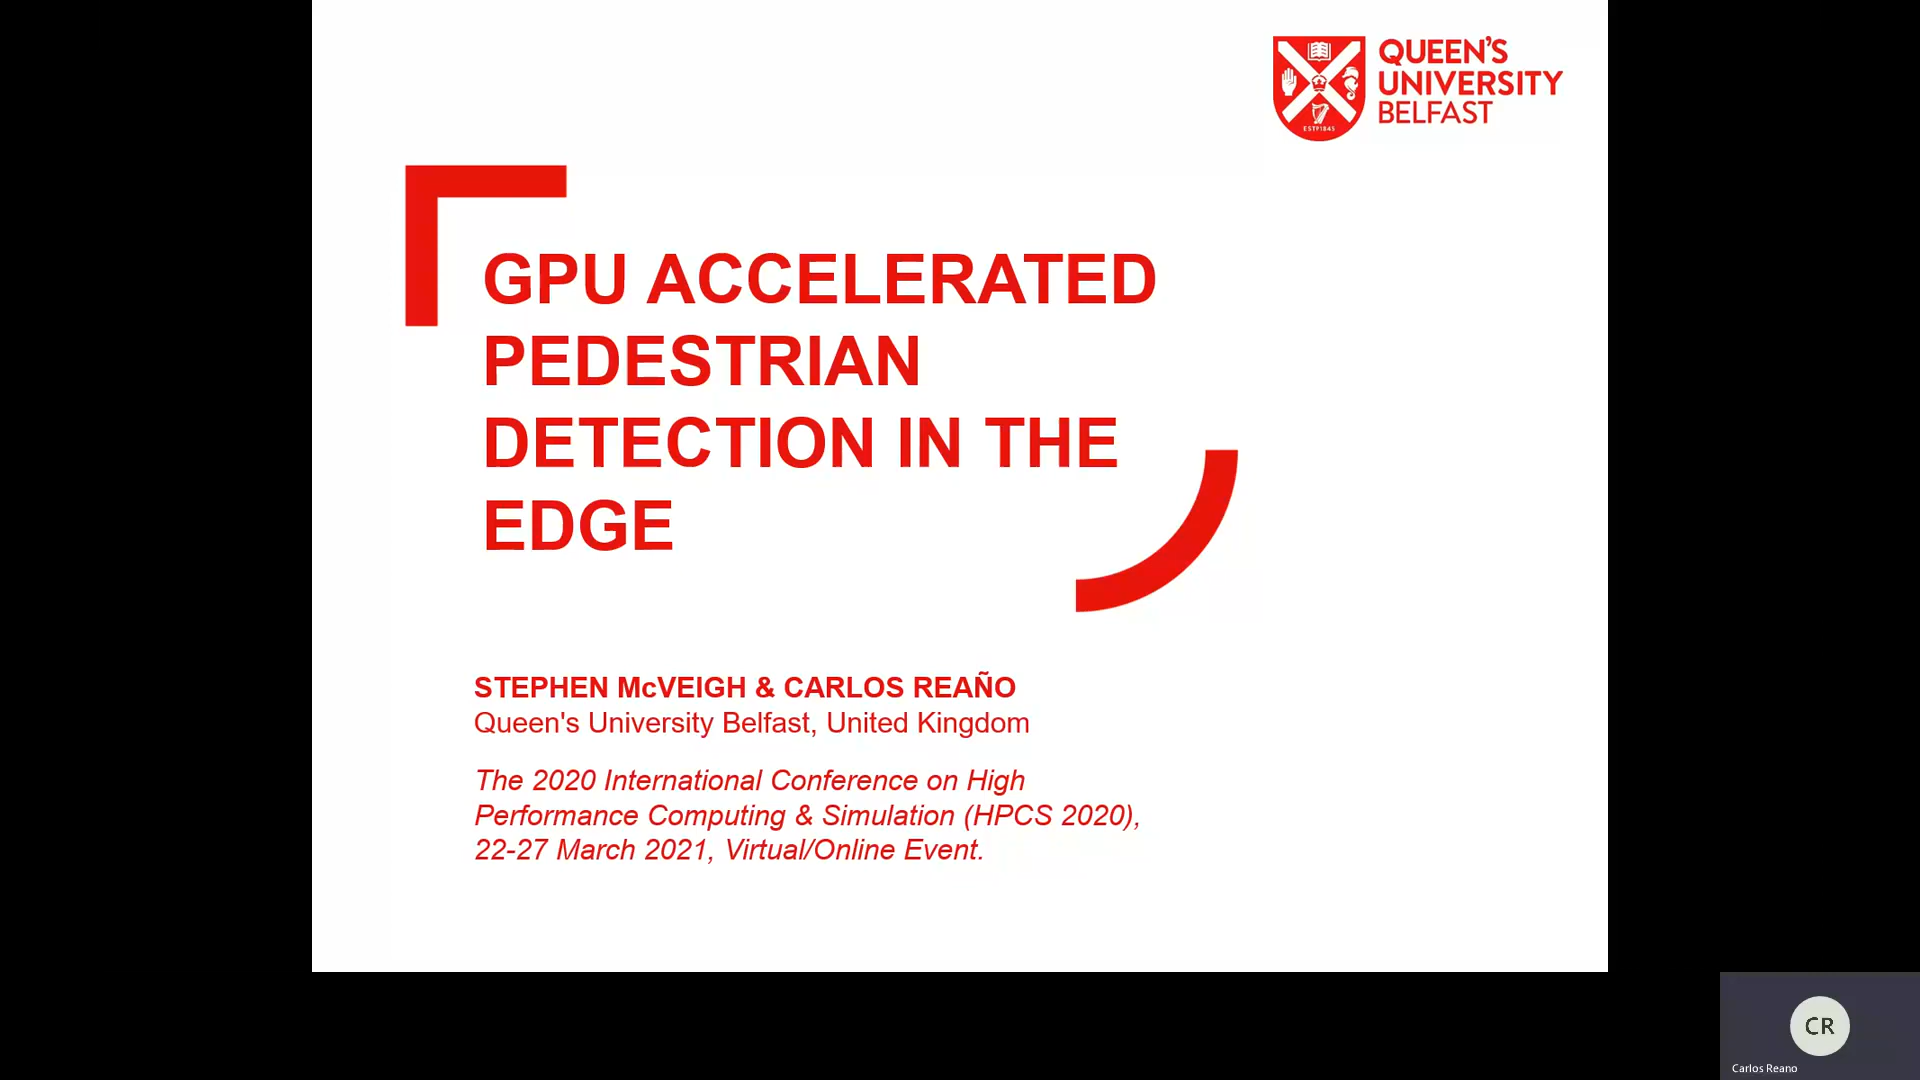 QUEEN'S
UNIVERSITY
BELFAST
ESTD1845
GPU ACCELERATED
PEDESTRIAN
DETECTION IN THE
EDGE
STEPHEN McVEIGH & CARLOS REAÑO
Queen's University Belfast, United Kingdom
The 2020 International Conference on High
Performance Computing & Simulation (HPCS 2020),
22-27 March 2021, Virtual/Online Event.
CR
Carlos Reano